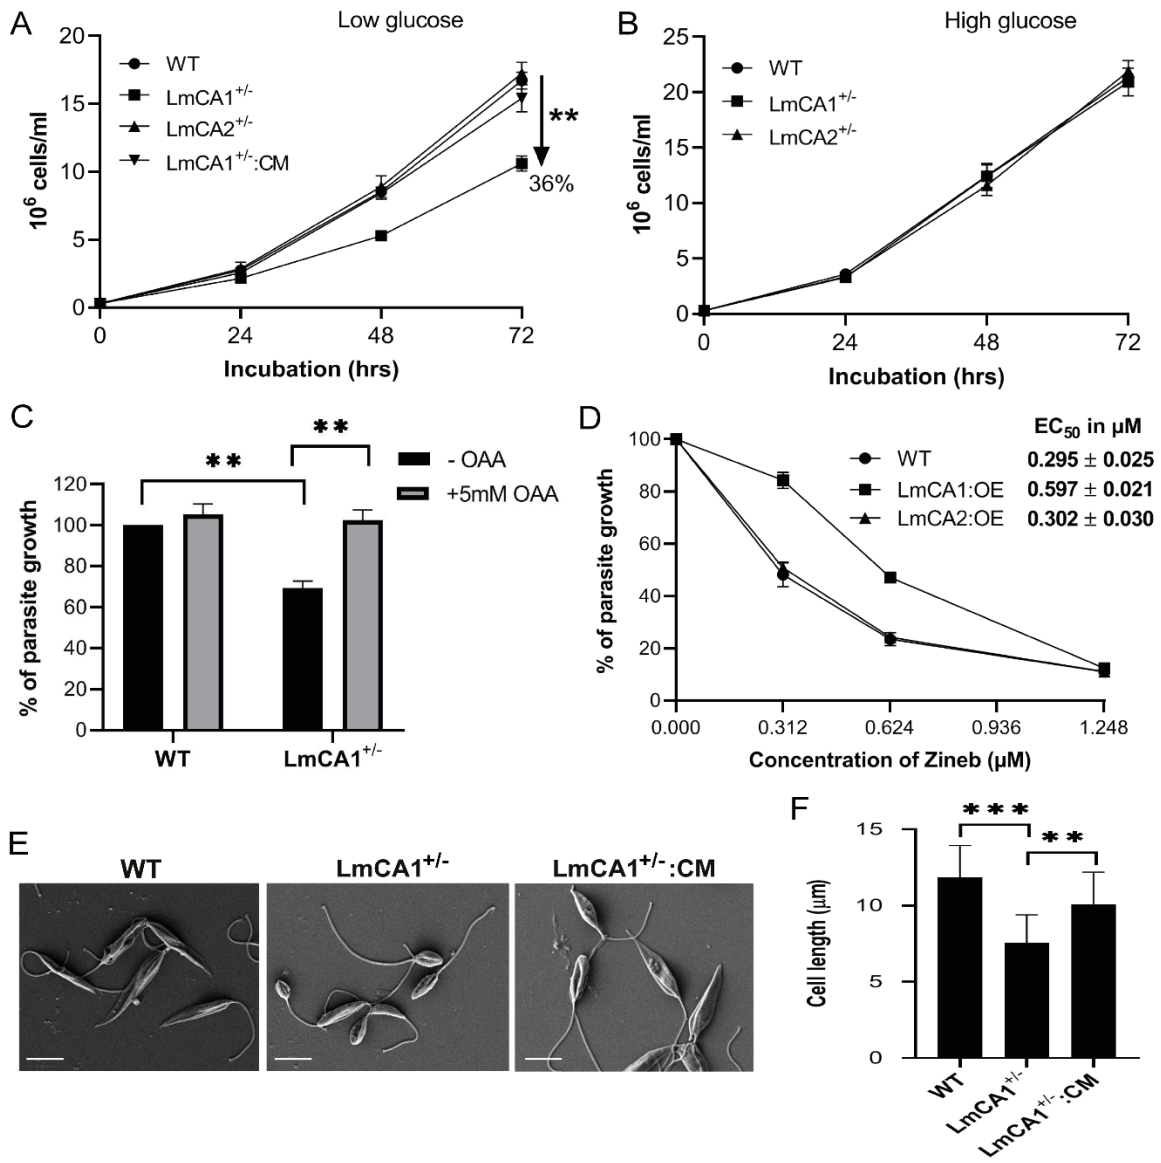 A
Low glucose
20
15
10
5
0
10⁶ cells/ml
WT
LmCA1⁺/⁻
LmCA2⁺/⁻
LmCA1⁺/⁻:CM
**
36%
0 24 48 72
Incubation (hrs)
B
High glucose
25
20
15
10
5
0
10⁶ cells/ml
WT
LmCA1⁺/⁻
LmCA2⁺/⁻
0 24 48 72
Incubation (hrs)
C
**
**
- OAA
+5mM OAA
120
100
80
60
40
20
0
% of parasite growth
WT LmCA1⁺/⁻
D
EC₅₀ in µM
WT 0.295 ± 0.025
LmCA1:OE 0.597 ± 0.021
LmCA2:OE 0.302 ± 0.030
100
80
60
40
20
0
% of parasite growth
0.000 0.312 0.624 0.936 1.248
Concentration of Zineb (µM)
E
WT LmCA1⁺/⁻ LmCA1⁺/⁻:CM
F
***
**
15
10
5
0
Cell length (µm)
WT
LmCA1⁺/⁻
LmCA1⁺/⁻:CM